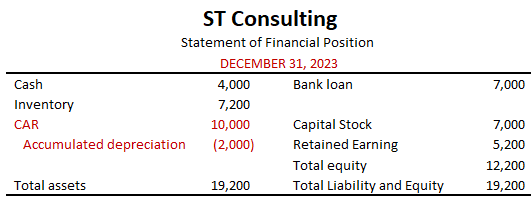 ST Consulting
Statement of Financial Position
DECEMBER 31, 2023
Cash 4,000 Bank loan 7,000
Inventory 7,200
CAR 10,000 Capital Stock 7,000
Accumulated depreciation (2,000) Retained Earning 5,200
Total equity 12,200
Total assets 19,200 Total Liability and Equity 19,200